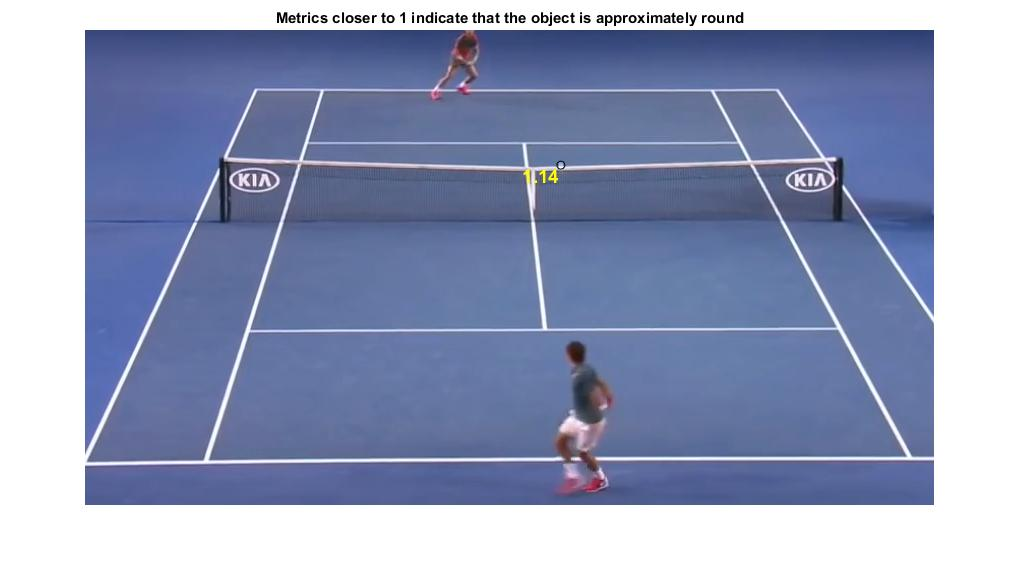 Metrics closer to 1 indicate that the object is approximately round
1.14
KIA
KIA